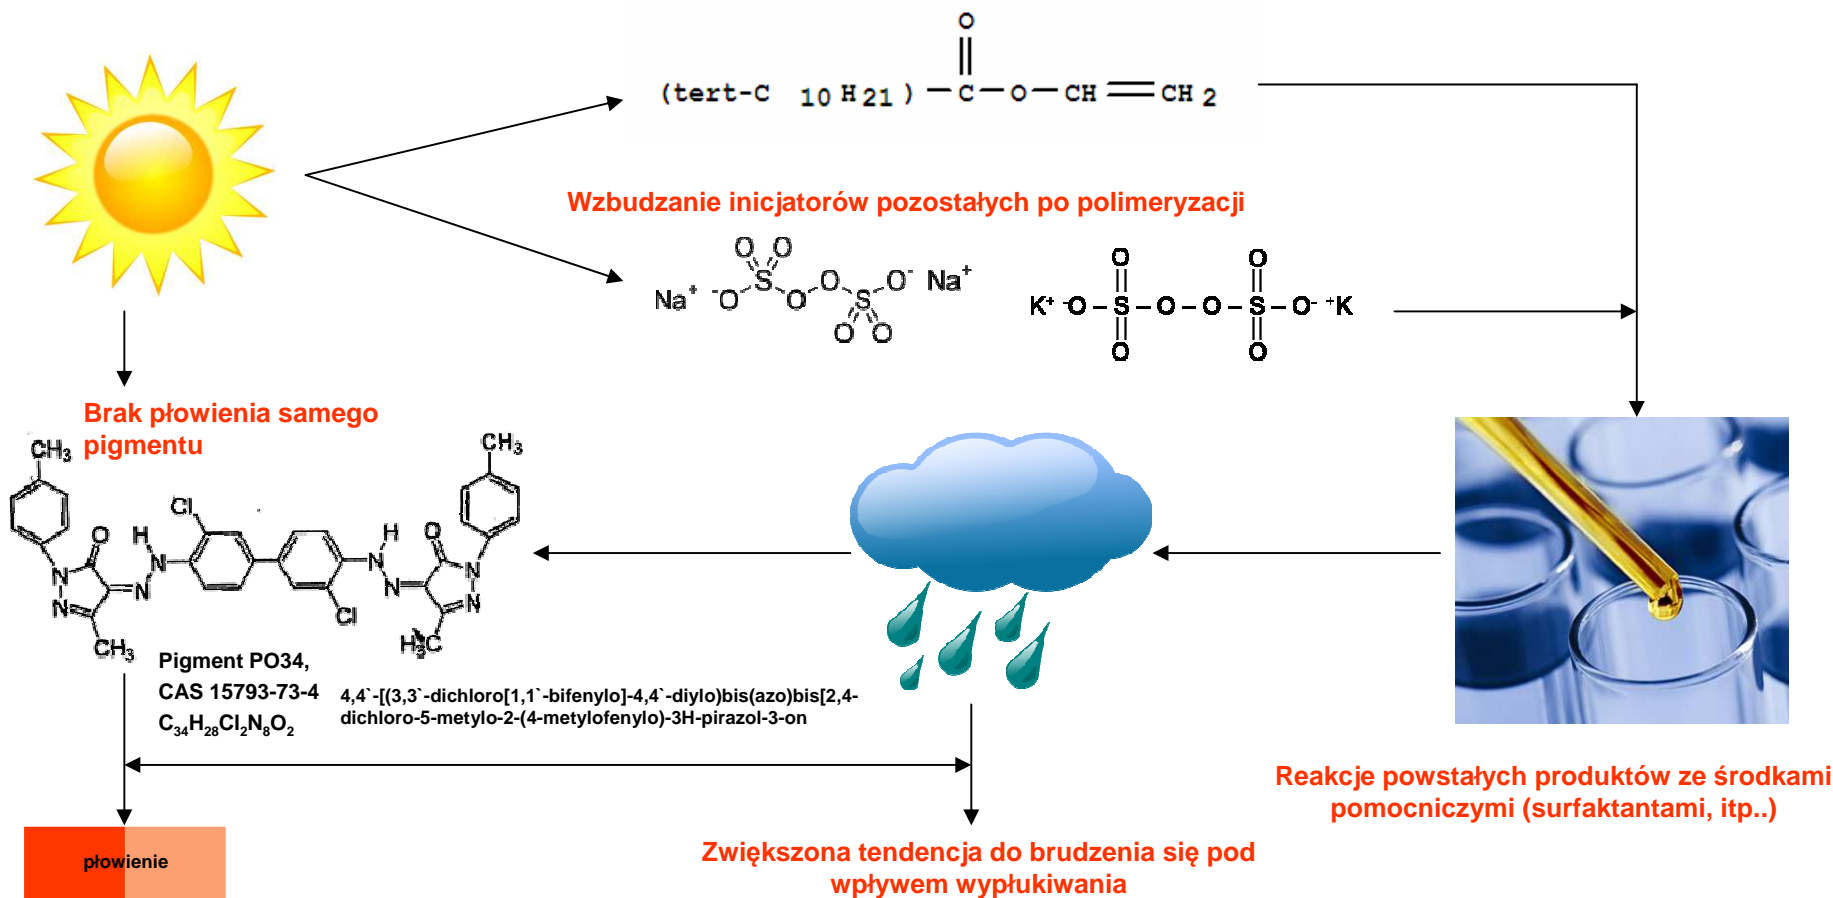 O
(tert-C 10 H 21 ) — C — O — CH = CH 2
Wzbudzanie inicjatorów pozostałych po polimeryzacji
O O
Na⁺ ⁻O S O O S O⁻ Na⁺
O O
O O
K⁺ ⁻O – S – O – O – S – O⁻ ⁺K
O O
Brak płowienia samego
pigmentu
CH₃ CH₃
Cl
O H H O
N N N N
N N N N
Cl
CH₃ H₃C
Pigment PO34,
CAS 15793-73-4
C₃₄H₂₈Cl₂N₈O₂
4,4`-[(3,3`-dichloro[1,1`-bifenylo]-4,4`-diylo)bis(azo)bis[2,4-
dichloro-5-metylo-2-(4-metylofenylo)-3H-pirazol-3-on
Reakcje powstałych produktów ze środkami
pomocniczymi (surfaktantami, itp..)
płowienie
Zwiększona tendencja do brudzenia się pod
wpływem wypłukiwania